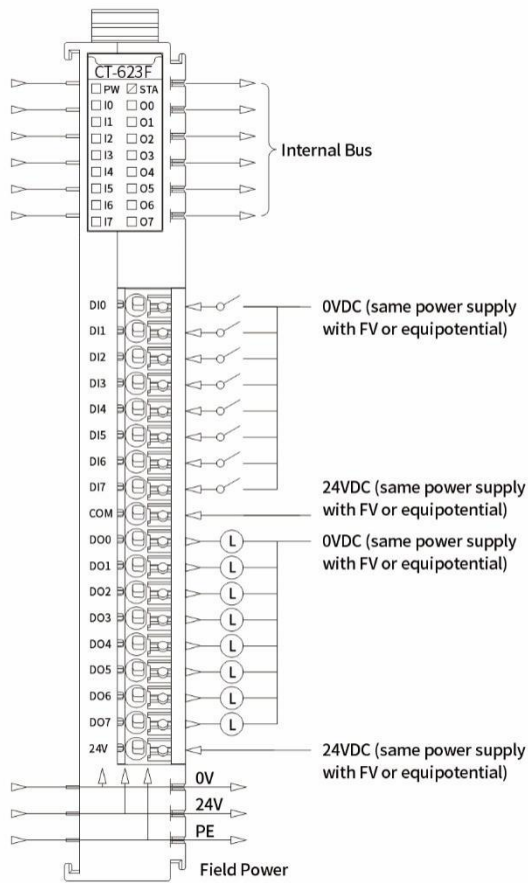 CT-623F
PW STA
I0 O0
I1 O1
I2 O2
I3 O3
I4 O4
I5 O5
I6 O6
I7 O7
Internal Bus
DI0
0VDC (same power supply
with FV or equipotential)
DI1
DI2
DI3
DI4
DI5
DI6
DI7
24VDC (same power supply
with FV or equipotential)
COM
DO0 L
0VDC (same power supply
with FV or equipotential)
DO1 L
DO2 L
DO3 L
DO4 L
DO5 L
DO6 L
DO7 L
24V
24VDC (same power supply
with FV or equipotential)
0V
24V
PE
Field Power